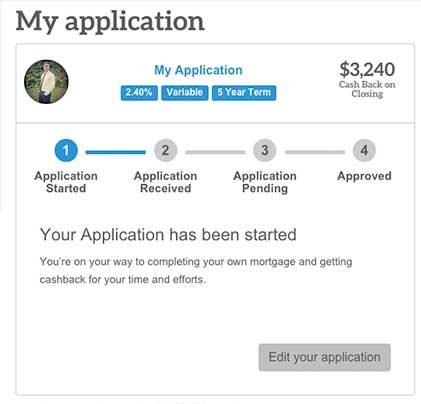 My application
My Application
2.40% Variable 5 Year Term
$3,240
Cash Back on
Closing
1 2 3 4
Application Application Application Approved
Started Received Pending
Your Application has been started
You're on your way to completing your own mortgage and getting
cashback for your time and efforts.
Edit your application